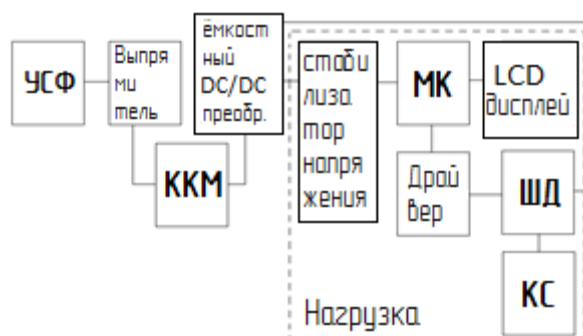 УСФ
Выпря
ми
тель
ёмкост
ный
DC/DC
преобр.
ККМ
стаби
лиза
тор
напря
жения
МК
LCD
дисплей
Драй
вер
ШД
КС
Нагрузка